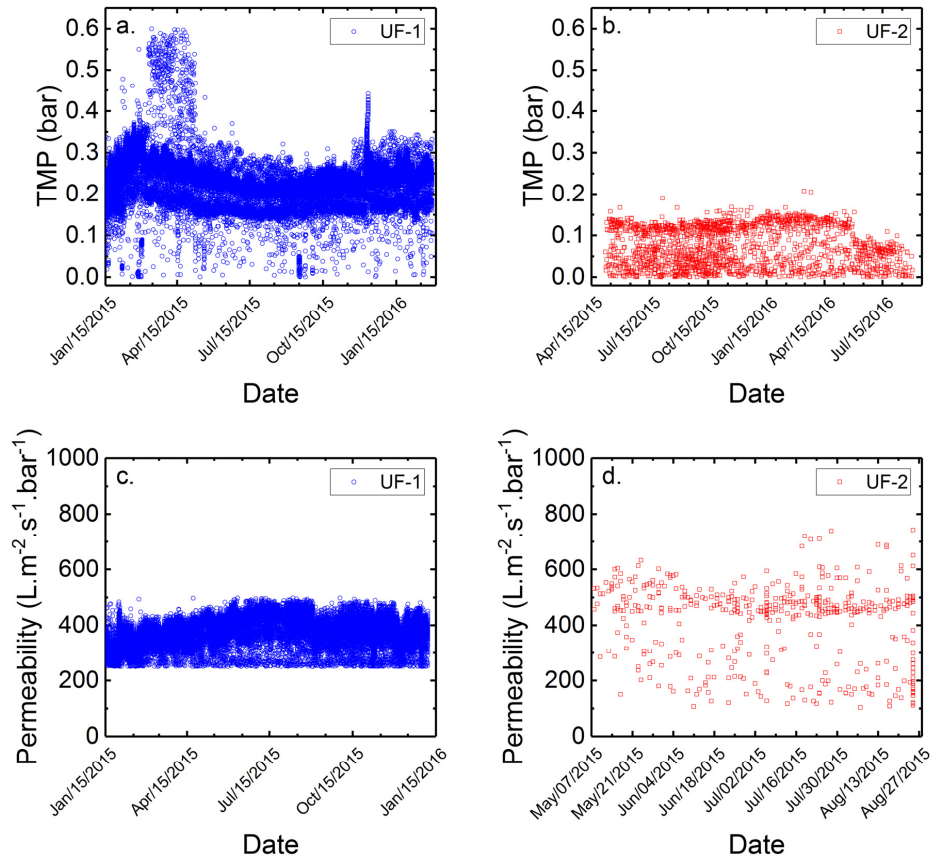 a.
UF-1
TMP (bar)
0.6
0.5
0.4
0.3
0.2
0.1
0.0
Jan/15/2015
Apr/15/2015
Jul/15/2015
Oct/15/2015
Jan/15/2016
Date
b.
UF-2
TMP (bar)
0.6
0.5
0.4
0.3
0.2
0.1
0.0
Apr/15/2015
Jul/15/2015
Oct/15/2015
Jan/15/2016
Apr/15/2016
Jul/15/2016
Date
c.
UF-1
Permeability (L.m⁻².s⁻¹.bar⁻¹)
1000
800
600
400
200
0
Jan/15/2015
Apr/15/2015
Jul/15/2015
Oct/15/2015
Jan/15/2016
Date
d.
UF-2
Permeability (L.m⁻².s⁻¹.bar⁻¹)
1000
800
600
400
200
0
May/07/2015
May/21/2015
Jun/04/2015
Jun/18/2015
Jul/02/2015
Jul/16/2015
Jul/30/2015
Aug/13/2015
Aug/27/2015
Date